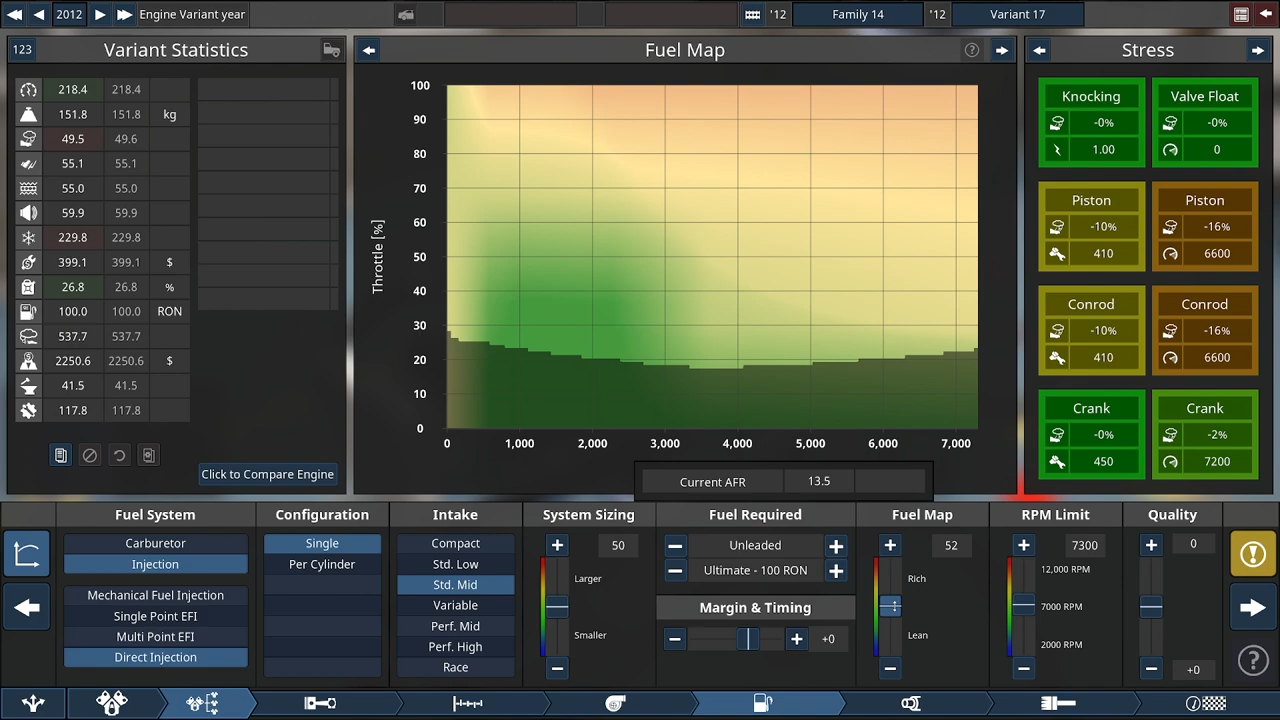 2012 Engine Variant year '12 Family 14 '12 Variant 17
123 Variant Statistics
218.4 218.4
151.8 151.8 kg
49.5 49.6
55.1 55.1
55.0 55.0
59.9 59.9
229.8 229.8
399.1 399.1 $
26.8 26.8 %
100.0 100.0 RON
537.7 537.7
2250.6 2250.6 $
41.5 41.5
117.8 117.8
Click to Compare Engine
Fuel Map
Throttle [%]
100
90
80
70
60
50
40
30
20
10
0
0 1,000 2,000 3,000 4,000 5,000 6,000 7,000
Current AFR 13.5
Stress
Knocking Valve Float
-0% -0%
1.00 0
Piston Piston
-10% -16%
410 6600
Conrod Conrod
-10% -16%
410 6600
Crank Crank
-0% -2%
450 7200
Fuel System
Carburetor
Injection
Mechanical Fuel Injection
Single Point EFI
Multi Point EFI
Direct Injection
Configuration
Single
Per Cylinder
Intake
Compact
Std. Low
Std. Mid
Variable
Perf. Mid
Perf. High
Race
System Sizing
50
Larger
Smaller
Fuel Required
Unleaded
Ultimate - 100 RON
Margin & Timing
+0
Fuel Map
52
Rich
Lean
RPM Limit
7300
12,000 RPM
7000 RPM
2000 RPM
Quality
0
+0